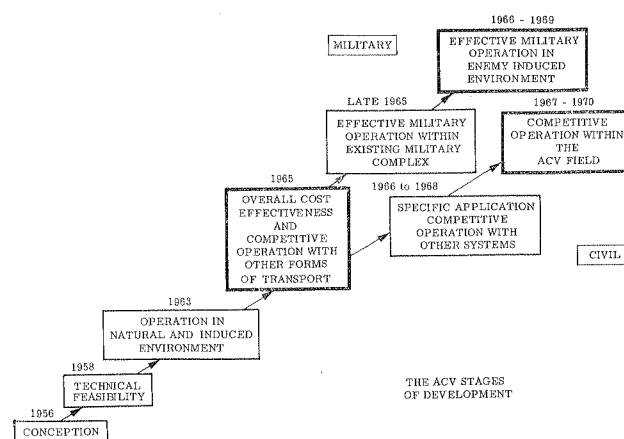 1966 - 1969
MILITARY
EFFECTIVE MILITARY
OPERATION IN
ENEMY INDUCED
ENVIRONMENT
LATE 1965
EFFECTIVE MILITARY
OPERATION WITHIN
EXISTING MILITARY
COMPLEX
1967 - 1970
COMPETITIVE
OPERATION WITHIN
THE
ACV FIELD
1965
OVERALL COST
EFFECTIVENESS
AND
COMPETITIVE
OPERATION WITH
OTHER FORMS
OF TRANSPORT
1966 to 1968
SPECIFIC APPLICATION
COMPETITIVE
OPERATION WITH
OTHER SYSTEMS
CIVIL
1963
OPERATION IN
NATURAL AND INDUCED
ENVIRONMENT
1958
TECHNICAL
FEASIBILITY
THE ACV STAGES
OF DEVELOPMENT
1956
CONCEPTION